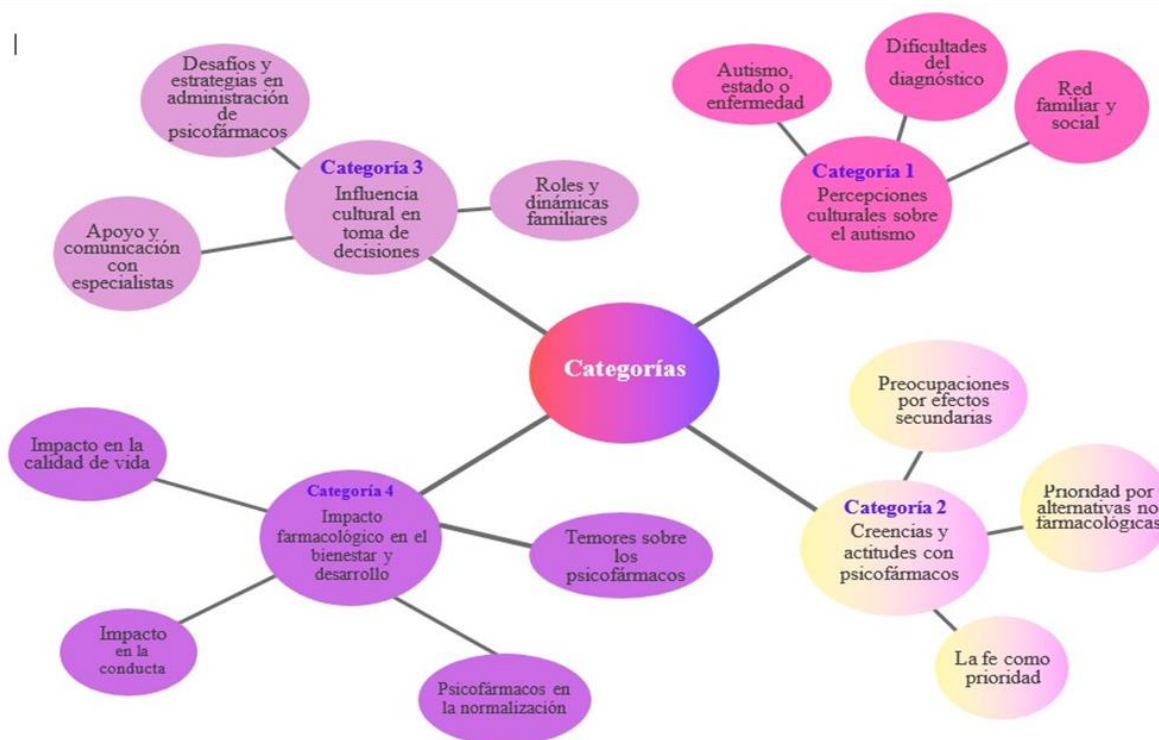 Desafíos y
estrategias en
administración
de
psicofármacos
Categoría 3
Influencia
cultural en
toma de
decisiones
Roles y
dinámicas
familiares
Apoyo y
comunicación
con
especialistas
Autismo,
estado o
enfermedad
Dificultades
del
diagnóstico
Red
familiar y
social
Categoría 1
Percepciones
culturales sobre
el autismo
Categorías
Preocupaciones
por efectos
secundarias
Categoría 2
Creencias y
actitudes con
psicofármacos
Prioridad por
alternativas no
farmacológicas
La fe como
prioridad
Impacto en la
calidad de vida
Categoría 4
Impacto
farmacológico en el
bienestar y
desarrollo
Temores sobre
los
psicofármacos
Impacto
en la
conducta
Psicofármacos en
la normalización